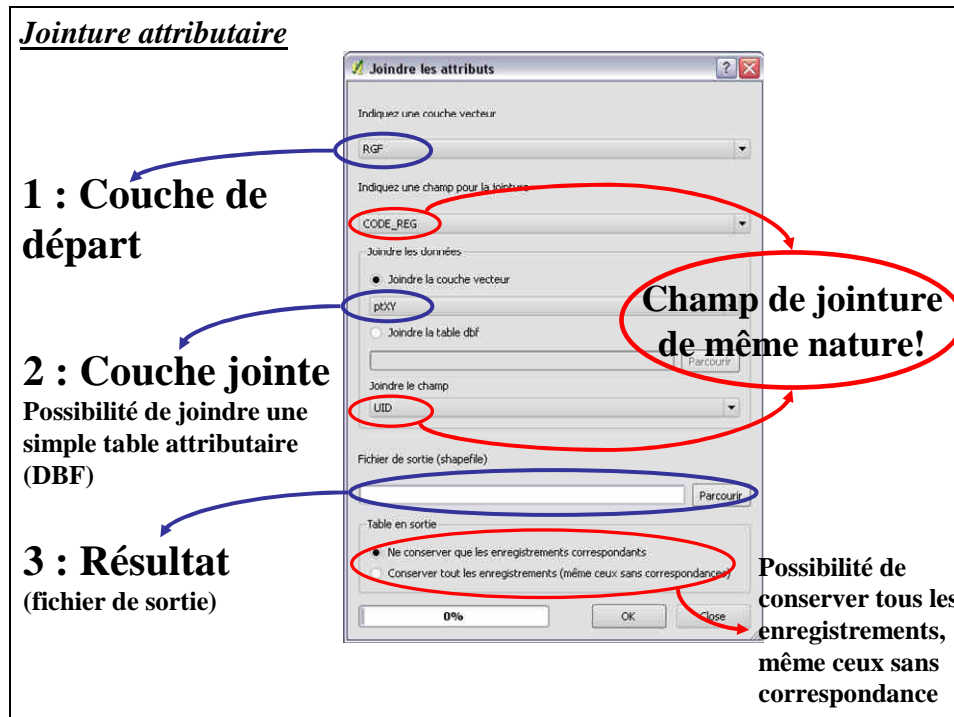 Jointure attributaire
Joindre les attributs
Indiquez une couche vecteur
RGF
1 : Couche de
départ
Indiquez une champ pour la jointure
CODE_REG
Joindre les données
Joindre la couche vecteur
ptXY
Joindre la table dbf
Parcourir
Champ de jointure
de même nature!
2 : Couche jointe
Possibilité de joindre une
simple table attributaire
(DBF)
Joindre le champ
UID
Fichier de sortie (shapefile)
Parcourir
3 : Résultat
(fichier de sortie)
Table en sortie
Ne conserver que les enregistrements correspondants
Conserver tout les enregistrements (même ceux sans correspondances)
0%
OK
Close
Possibilité de
conserver tous les
enregistrements,
même ceux sans
correspondance